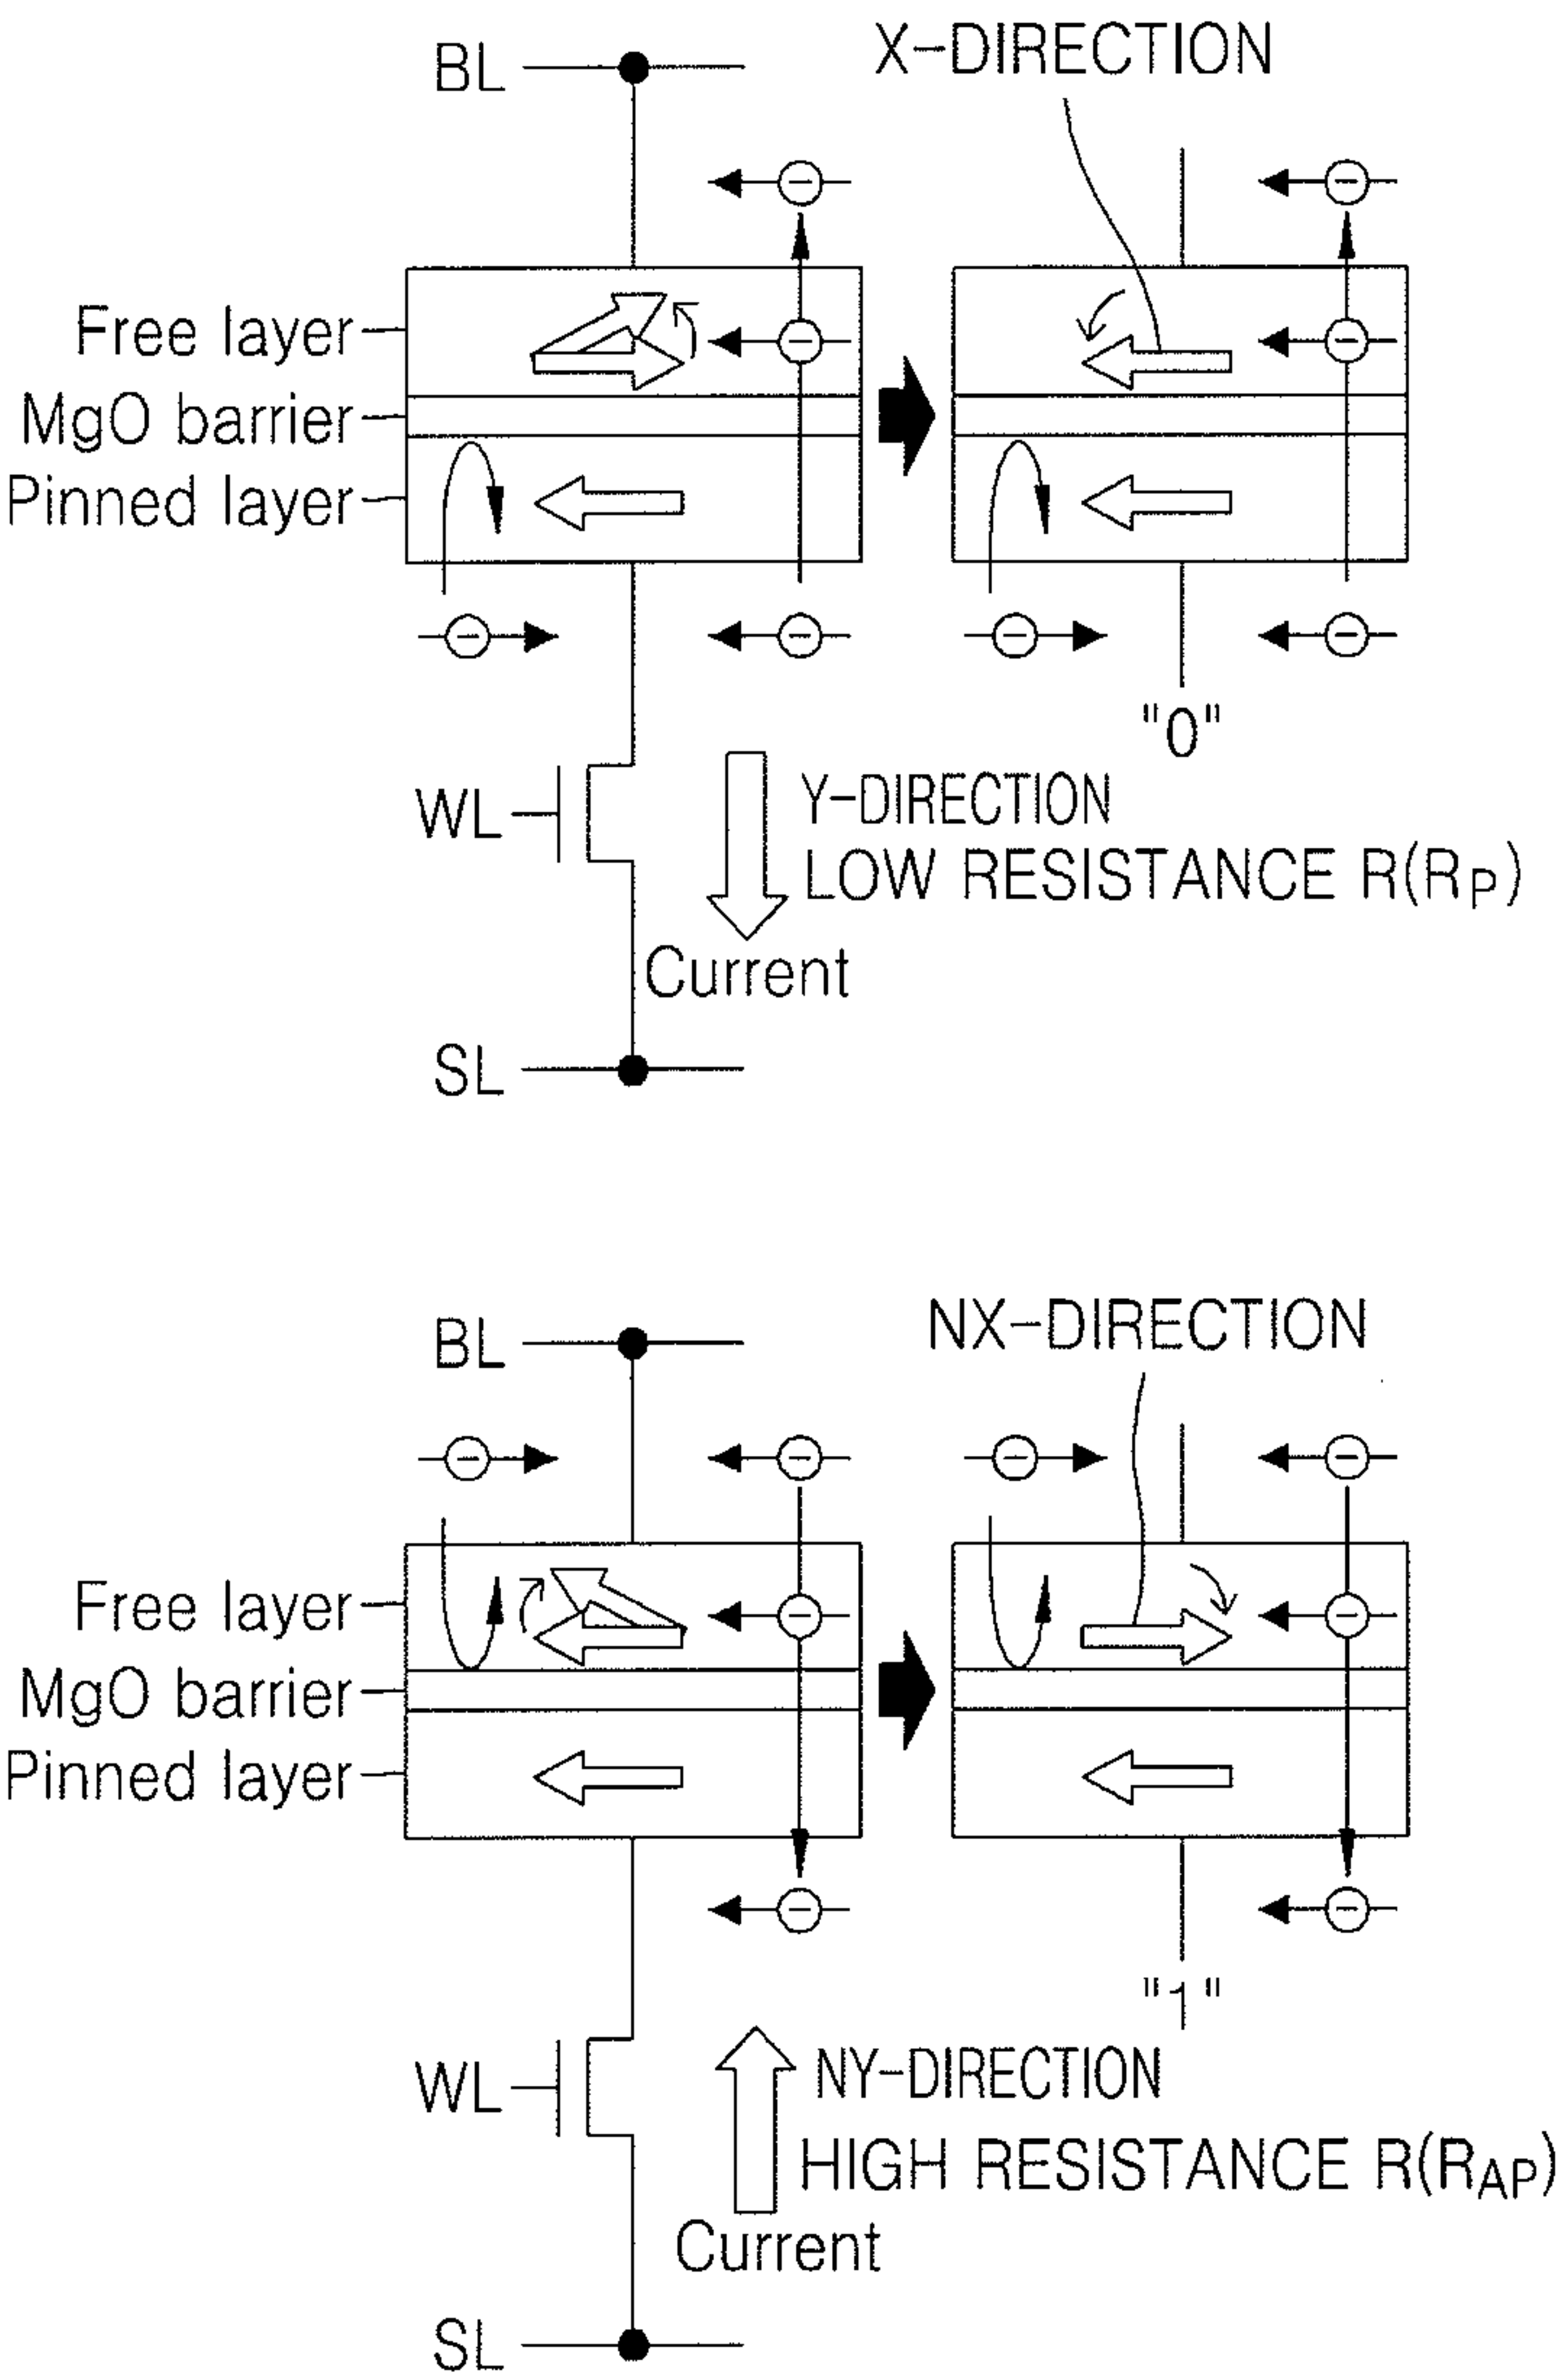 BL
X-DIRECTION
Free layer
MgO barrier
Pinned layer
"0"
WL
Y-DIRECTION
LOW RESISTANCE R(RP)
Current
SL
BL
NX-DIRECTION
Free layer
MgO barrier
Pinned layer
"1"
WL
NY-DIRECTION
HIGH RESISTANCE R(RAP)
Current
SL